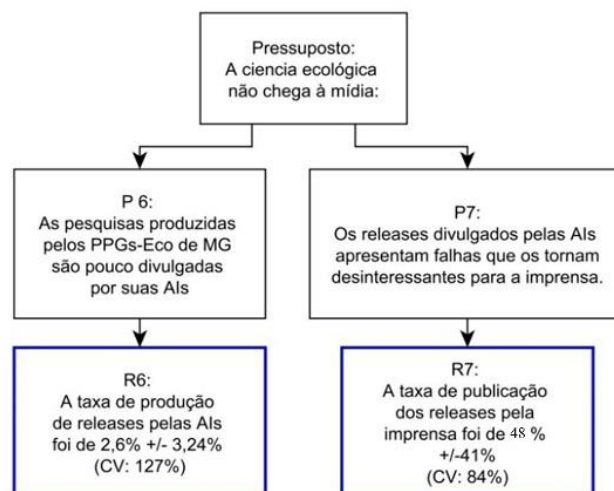 Pressuposto:
A ciencia ecológica
não chega à mídia:
P 6:
As pesquisas produzidas
pelos PPGs-Eco de MG
são pouco divulgadas
por suas AIs
P7:
Os releases divulgados pelas AIs
apresentam falhas que os tornam
desinteressantes para a imprensa.
R6:
A taxa de produção
de releases pelas AIs
foi de 2,6% +/- 3,24%
(CV: 127%)
R7:
A taxa de publicação
dos releases pela
imprensa foi de 48 %
+/-41%
(CV: 84%)